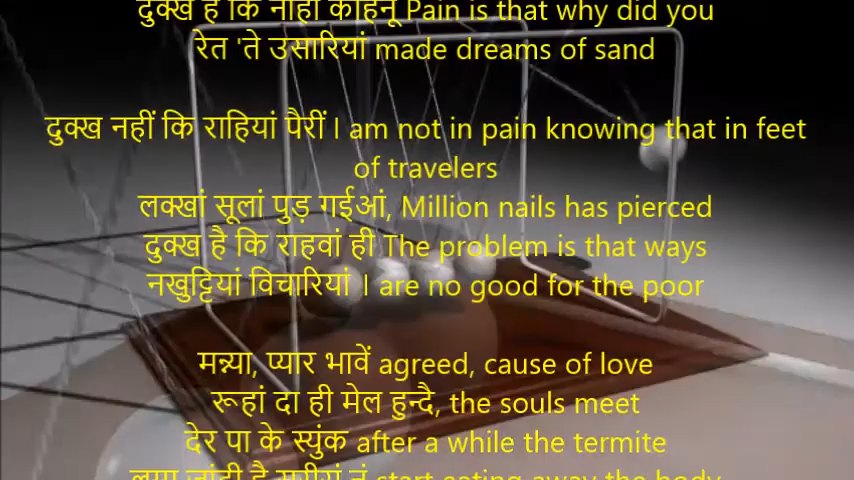 दुक्ख है कि नाहीं काहनू Pain is that why did you
रेत 'ते उसारियां made dreams of sand
दुक्ख नहीं कि राहियां पैरीं I am not in pain knowing that in feet
of travelers
लक्खां सूलां पुड़ गईआं, Million nails has pierced
दुक्ख है कि राहवां ही The problem is that ways
नखुट्टियां विचारियां । are no good for the poor
मन्न्या, प्यार भावें agreed, cause of love
रूहां दा ही मेल हुन्दै, the souls meet
देर पा के स्युंक after a while the termite
लग्ग जांदी है सरीरां नूं start eating away the body